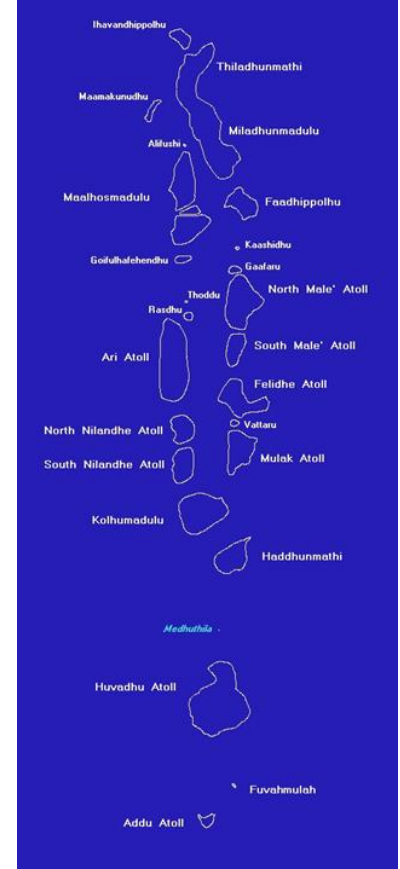 Ihavandhippolhu
Thiladhunmathi
Maamakunudhu
Miladhunmadulu
Alifushi
Maalhosmadulu
Faadhippolhu
Kaashidhu
Goifulhafehendhu
Gaafaru
North Male' Atoll
Thoddu
Rasdhu
South Male' Atoll
Ari Atoll
Felidhe Atoll
Vattaru
North Nilandhe Atoll
South Nilandhe Atoll
Mulak Atoll
Kolhumadulu
Haddhunmathi
Medhuthila
Huvadhu Atoll
Fuvahmulah
Addu Atoll